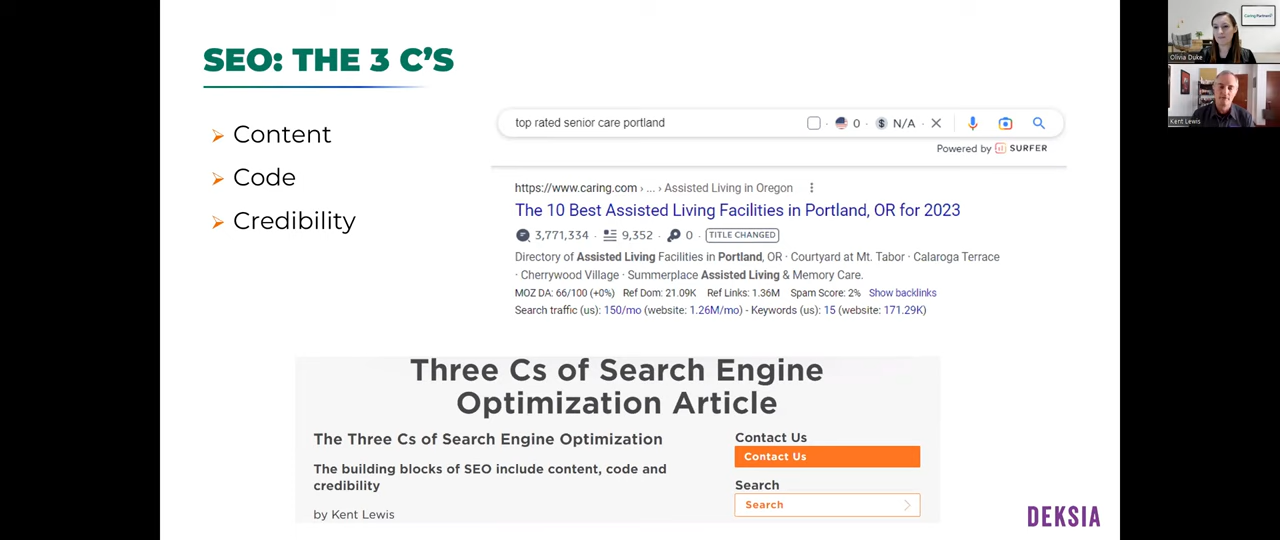 SEO: THE 3 C'S
Content
Code
Credibility
top rated senior care portland
0 · N/A ·
Powered by SURFER
https://www.caring.com › ... › Assisted Living in Oregon
The 10 Best Assisted Living Facilities in Portland, OR for 2023
3,771,334 · 9,352 · 0 TITLE CHANGED
Directory of Assisted Living Facilities in Portland, OR · Courtyard at Mt. Tabor · Calaroga Terrace
· Cherrywood Village · Summerplace Assisted Living & Memory Care.
MOZ DA: 66/100 (+0%) Ref Dom: 21.09K Ref Links: 1.36M Spam Score: 2% Show backlinks
Search traffic (us): 150/mo (website: 1.26M/mo) - Keywords (us): 15 (website: 171.29K)
Three Cs of Search Engine
Optimization Article
The Three Cs of Search Engine Optimization
The building blocks of SEO include content, code and
credibility
by Kent Lewis
Contact Us
Contact Us
Search
Search
DEKSIA
Caring Partners
Olivia Duke
Kent Lewis